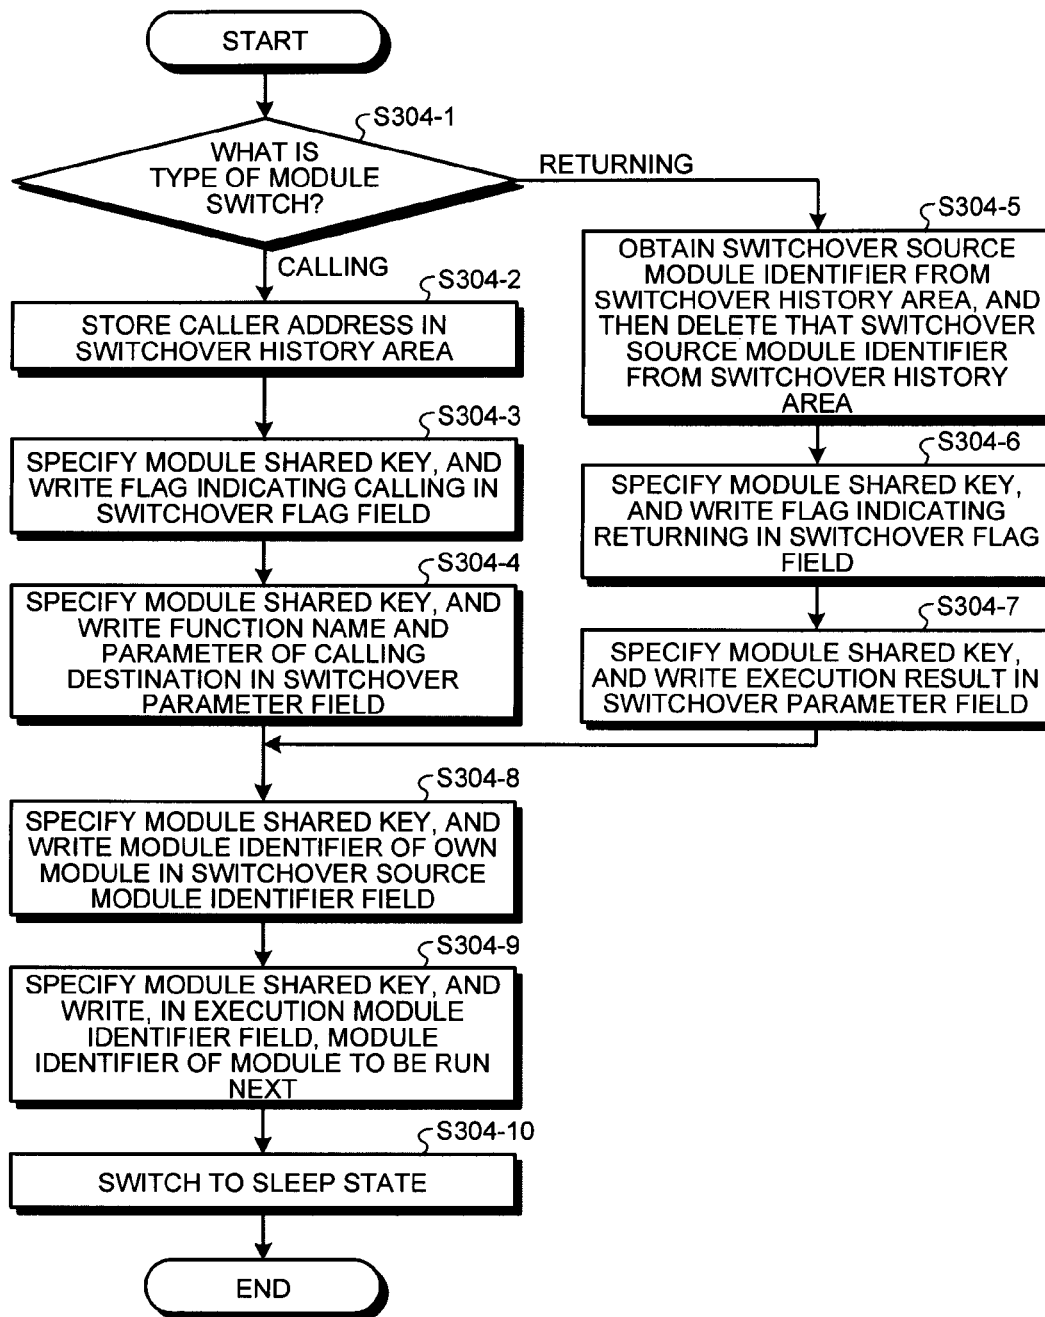 START
S304-1
WHAT IS
TYPE OF MODULE
SWITCH?
RETURNING
CALLING
S304-2
STORE CALLER ADDRESS IN
SWITCHOVER HISTORY AREA
S304-3
SPECIFY MODULE SHARED KEY, AND
WRITE FLAG INDICATING CALLING IN
SWITCHOVER FLAG FIELD
S304-4
SPECIFY MODULE SHARED KEY, AND
WRITE FUNCTION NAME AND
PARAMETER OF CALLING
DESTINATION IN SWITCHOVER
PARAMETER FIELD
S304-5
OBTAIN SWITCHOVER SOURCE
MODULE IDENTIFIER FROM
SWITCHOVER HISTORY AREA, AND
THEN DELETE THAT SWITCHOVER
SOURCE MODULE IDENTIFIER
FROM SWITCHOVER HISTORY
AREA
S304-6
SPECIFY MODULE SHARED KEY,
AND WRITE FLAG INDICATING
RETURNING IN SWITCHOVER FLAG
FIELD
S304-7
SPECIFY MODULE SHARED KEY,
AND WRITE EXECUTION RESULT IN
SWITCHOVER PARAMETER FIELD
S304-8
SPECIFY MODULE SHARED KEY, AND
WRITE MODULE IDENTIFIER OF OWN
MODULE IN SWITCHOVER SOURCE
MODULE IDENTIFIER FIELD
S304-9
SPECIFY MODULE SHARED KEY, AND
WRITE, IN EXECUTION MODULE
IDENTIFIER FIELD, MODULE
IDENTIFIER OF MODULE TO BE RUN
NEXT
S304-10
SWITCH TO SLEEP STATE
END